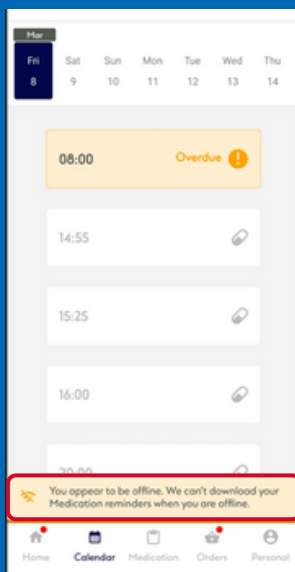 Mar
Fri Sat Sun Mon Tue Wed Thu
8 9 10 11 12 13 14
08:00 Overdue !
14:55
15:25
16:00
20:00
You appear to be offline. We can't download your
Medication reminders when you are offline.
Home Calendar Medication Orders Personal